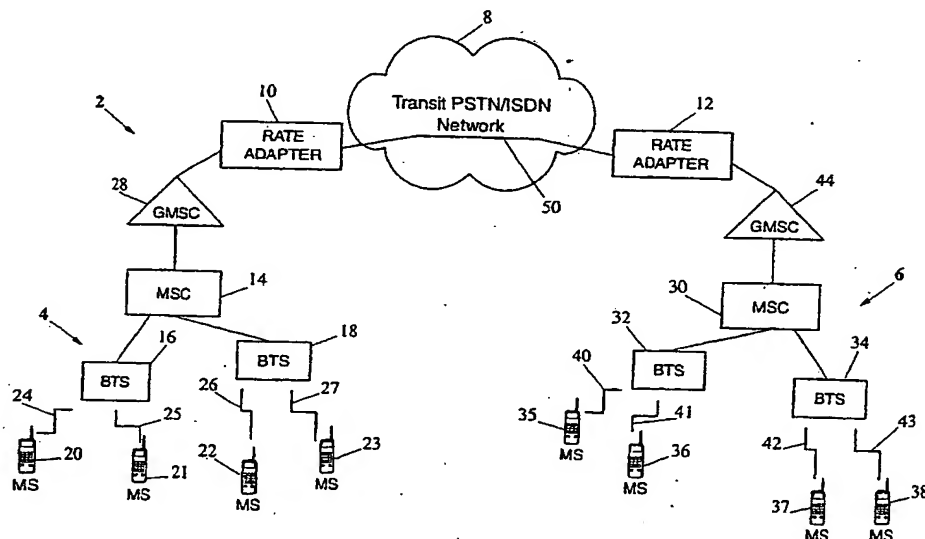 8
2
10
Transit PSTN/ISDN
Network
12
RATE
ADAPTER
RATE
ADAPTER
28
50
44
GMSC
GMSC
MSC
14
30
MSC
6
4
16
18
32
34
BTS
BTS
BTS
BTS
24
25
26
27
40
41
42
43
35
20
21
22
23
36
37
38
MS
MS
MS
MS
MS
MS
MS
MS